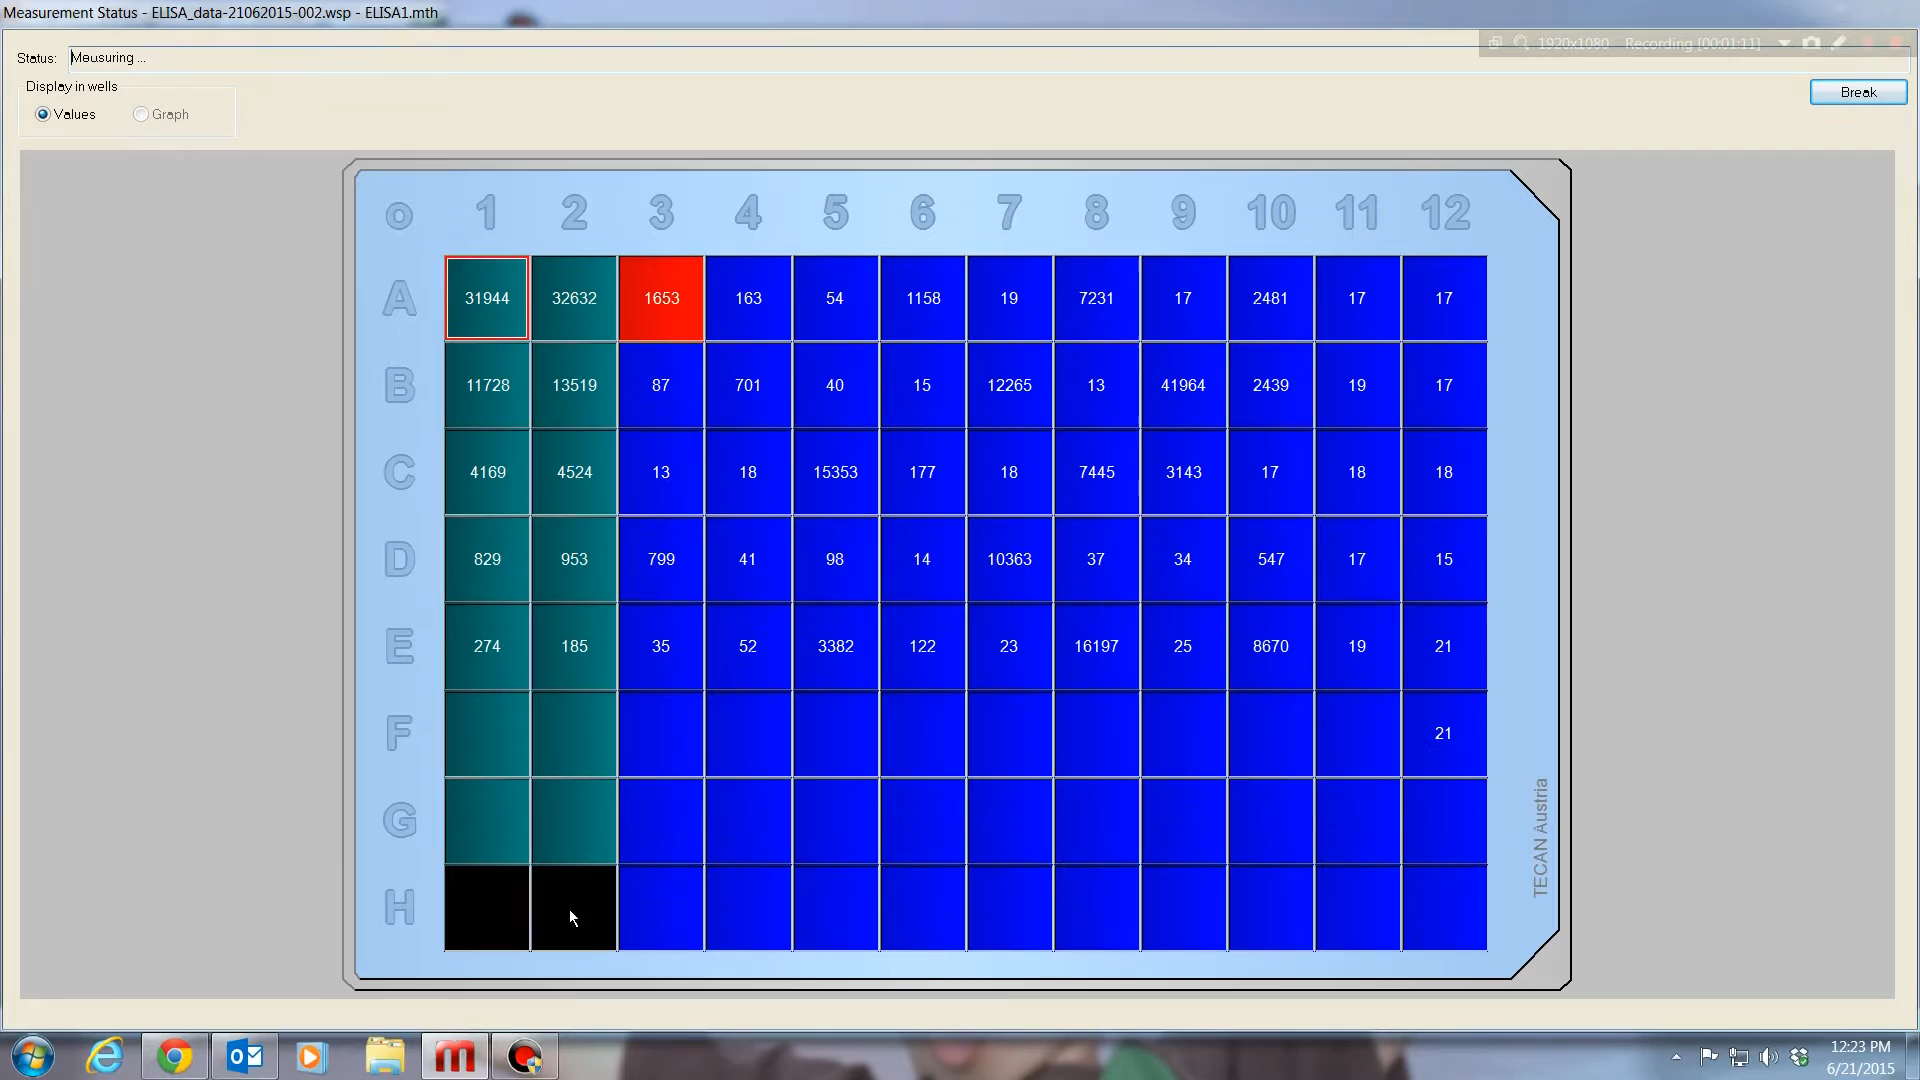 Measurement Status - ELISA_data-21062015-002.wsp - ELISA1.mth
1920x1080 Recording [00:01:11]
Status: Measuring ...
Display in wells
Break
Values Graph
o 1 2 3 4 5 6 7 8 9 10 11 12
A 31944 32632 1653 163 54 1158 19 7231 17 2481 17 17
B 11728 13519 87 701 40 15 12265 13 41964 2439 19 17
C 4169 4524 13 18 15353 177 18 7445 3143 17 18 18
D 829 953 799 41 98 14 10363 37 34 547 17 15
E 274 185 35 52 3382 122 23 16197 25 8670 19 21
F 21
G
H
TECAN Austria
12:23 PM
6/21/2015